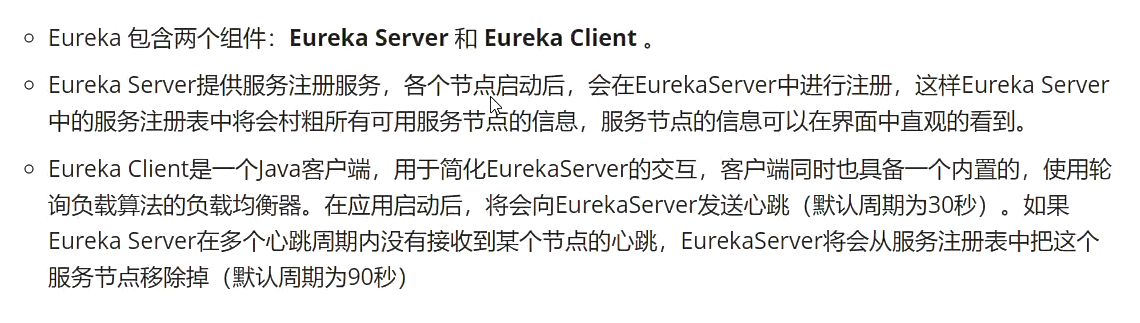 Eureka 包含两个组件：Eureka Server 和 Eureka Client 。
Eureka Server提供服务注册服务，各个节点启动后，会在EurekaServer中进行注册，这样Eureka Server
中的服务注册表中将会村粗所有可用服务节点的信息，服务节点的信息可以在界面中直观的看到。
Eureka Client是一个Java客户端，用于简化EurekaServer的交互，客户端同时也具备一个内置的，使用轮
询负载算法的负载均衡器。在应用启动后，将会向EurekaServer发送心跳（默认周期为30秒）。如果
Eureka Server在多个心跳周期内没有接收到某个节点的心跳，EurekaServer将会从服务注册表中把这个
服务节点移除掉（默认周期为90秒）